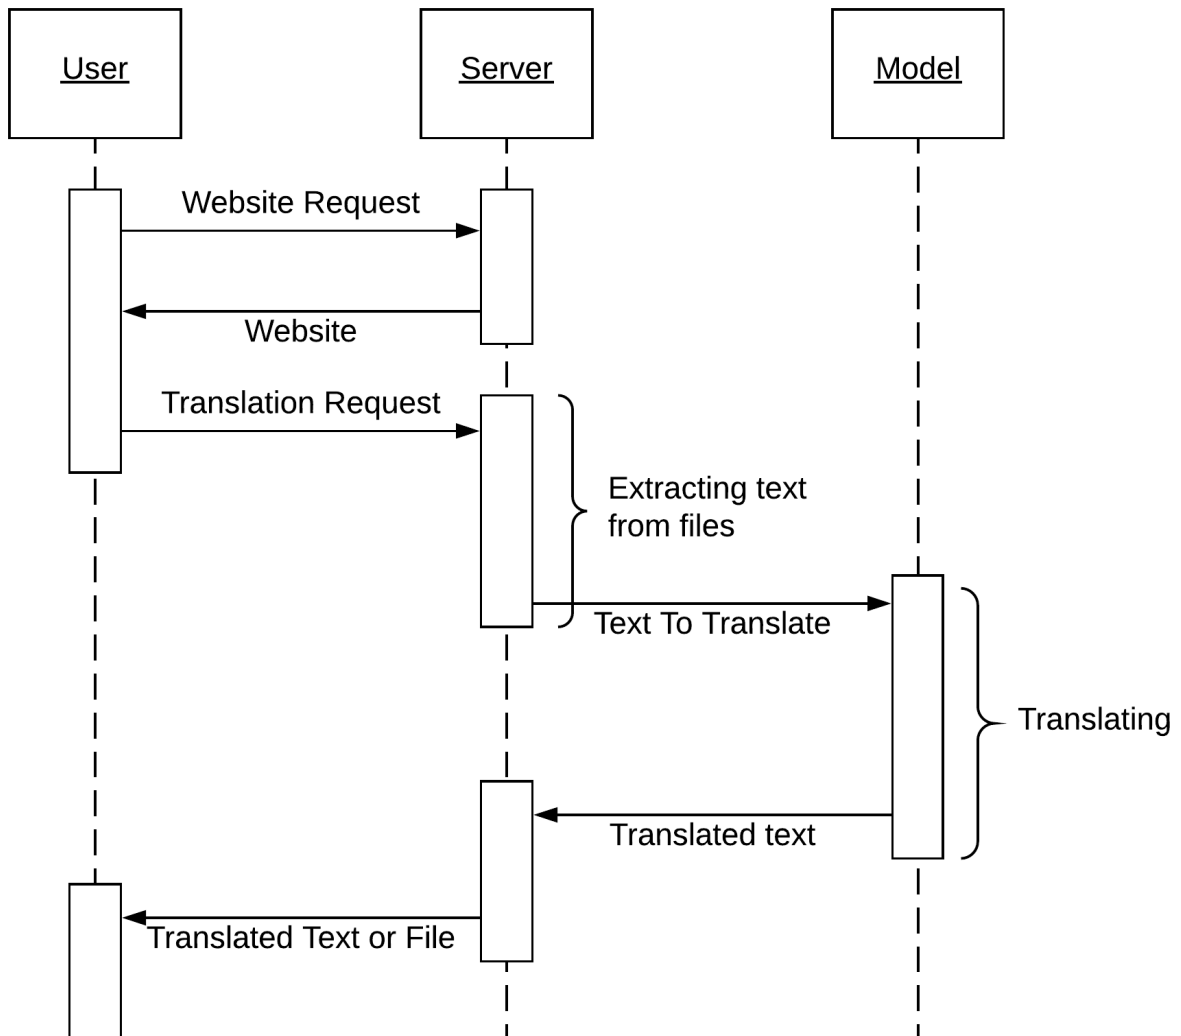 User
Server
Model
Website Request
Website
Translation Request
Extracting text
from files
Text To Translate
Translating
Translated text
Translated Text or File